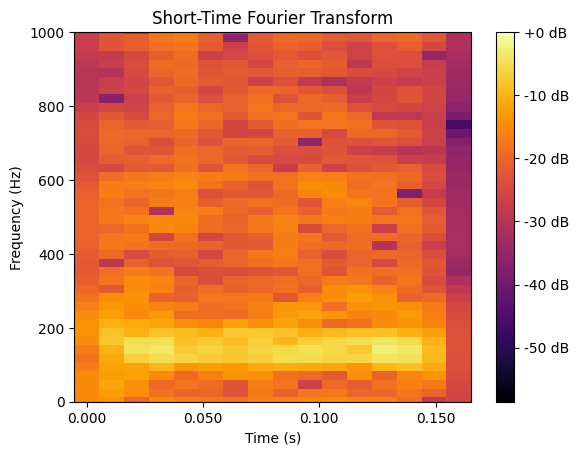 Short-Time Fourier Transform
1000
800
600
400
200
0
Frequency (Hz)
0.000
0.050
0.100
0.150
Time (s)
+0 dB
-10 dB
-20 dB
-30 dB
-40 dB
-50 dB